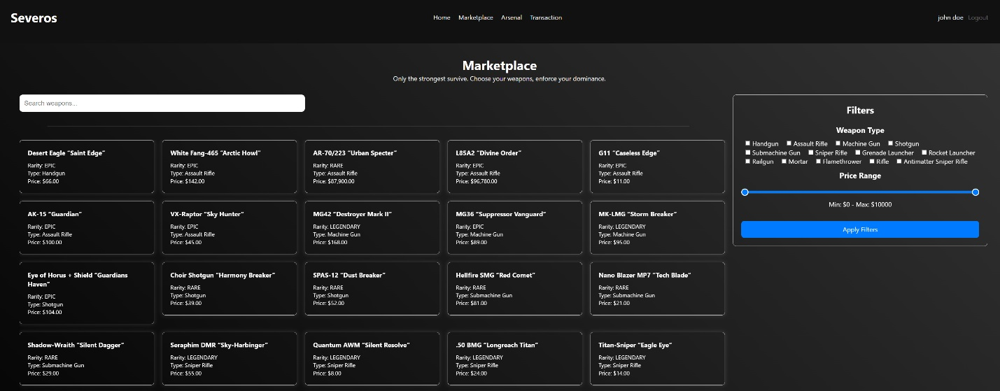 Severos
Home Marketplace Arsenal Transaction
john doe Logout
Marketplace
Only the strongest survive. Choose your weapons, enforce your dominance.
Search weapons...
Desert Eagle “Saint Edge”
Rarity: EPIC
Type: Handgun
Price: $66.00
White Fang-465 “Arctic Howl”
Rarity: EPIC
Type: Assault Rifle
Price: $142.00
AR-70/223 “Urban Specter”
Rarity: RARE
Type: Assault Rifle
Price: $87,900.00
L85A2 “Divine Order”
Rarity: EPIC
Type: Assault Rifle
Price: $96,780.00
G11 “Caseless Edge”
Rarity: EPIC
Type: Assault Rifle
Price: $11.00
AK-15 “Guardian”
Rarity: EPIC
Type: Assault Rifle
Price: $100.00
VX-Raptor “Sky Hunter”
Rarity: EPIC
Type: Assault Rifle
Price: $45.00
MG42 “Destroyer Mark II”
Rarity: LEGENDARY
Type: Machine Gun
Price: $168.00
MG36 “Suppressor Vanguard”
Rarity: EPIC
Type: Machine Gun
Price: $89.00
MK-LMG “Storm Breaker”
Rarity: LEGENDARY
Type: Machine Gun
Price: $95.00
Eye of Horus + Shield “Guardians
Haven”
Rarity: EPIC
Type: Shotgun
Price: $104.00
Choir Shotgun “Harmony Breaker”
Rarity: RARE
Type: Shotgun
Price: $39.00
SPAS-12 “Dust Breaker”
Rarity: RARE
Type: Shotgun
Price: $52.00
Hellfire SMG “Red Comet”
Rarity: RARE
Type: Submachine Gun
Price: $81.00
Nano Blazer MP7 “Tech Blade”
Rarity: RARE
Type: Submachine Gun
Price: $21.00
Shadow-Wraith “Silent Dagger”
Rarity: RARE
Type: Submachine Gun
Price: $29.00
Seraphim DMR “Sky-Harbinger”
Rarity: LEGENDARY
Type: Sniper Rifle
Price: $55.00
Quantum AWM “Silent Resolve”
Rarity: LEGENDARY
Type: Sniper Rifle
Price: $8.00
.50 BMG “Longreach Titan”
Rarity: LEGENDARY
Type: Sniper Rifle
Price: $24.00
Titan-Sniper “Eagle Eye”
Rarity: LEGENDARY
Type: Sniper Rifle
Price: $14.00
Filters
Weapon Type
Handgun Assault Rifle Machine Gun Shotgun
Submachine Gun Sniper Rifle Grenade Launcher Rocket Launcher
Railgun Mortar Flamethrower Rifle Antimatter Sniper Rifle
Price Range
Min: $0 - Max: $10000
Apply Filters